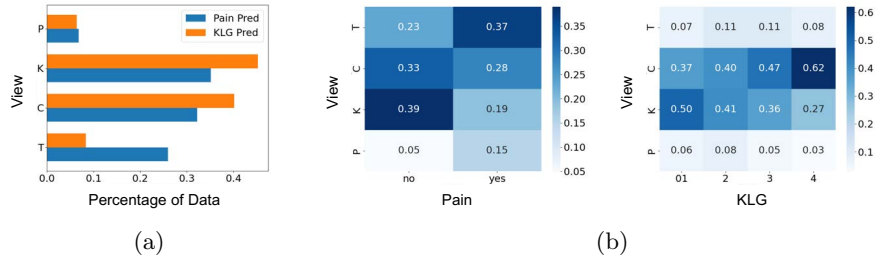 View
P
K
C
T
Pain Pred
KLG Pred
0.0 0.1 0.2 0.3 0.4
Percentage of Data
(a)
View
T
C
K
P
0.23 0.37
0.33 0.28
0.39 0.19
0.05 0.15
no yes
Pain
0.35
0.30
0.25
0.20
0.15
0.10
0.05
View
T
C
K
P
0.07 0.11 0.11 0.08
0.37 0.40 0.47 0.62
0.50 0.41 0.36 0.27
0.06 0.08 0.05 0.03
01 2 3 4
KLG
0.6
0.5
0.4
0.3
0.2
0.1
(b)